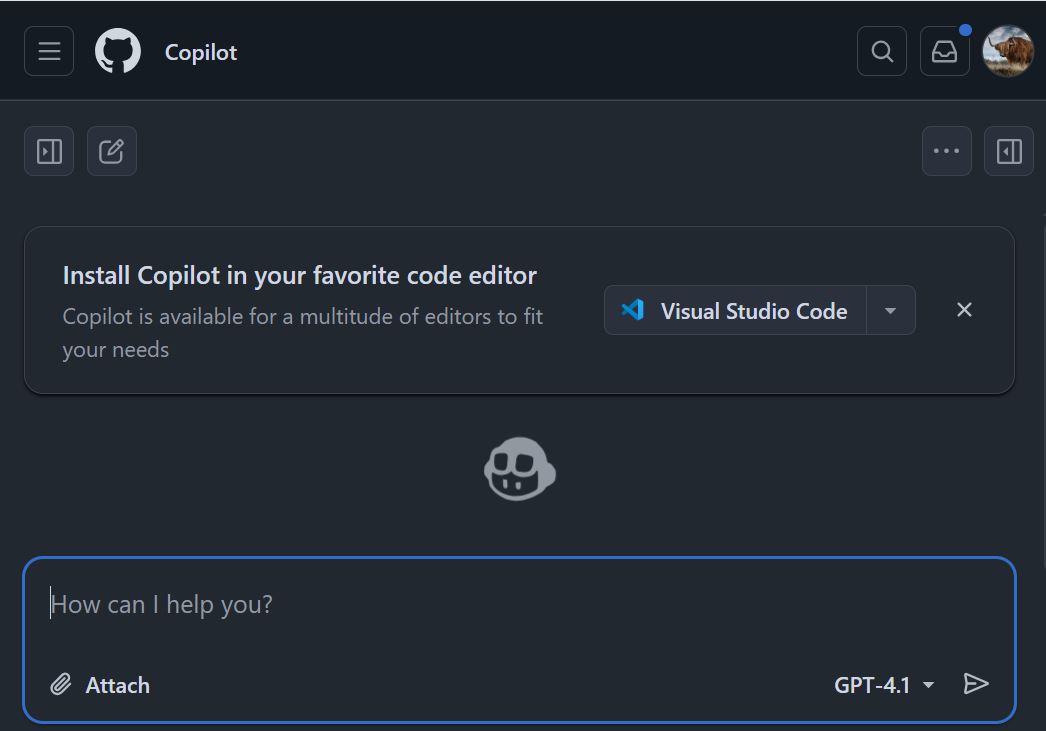 Copilot
Install Copilot in your favorite code editor
Copilot is available for a multitude of editors to fit
your needs
Visual Studio Code
How can I help you?
Attach
GPT-4.1